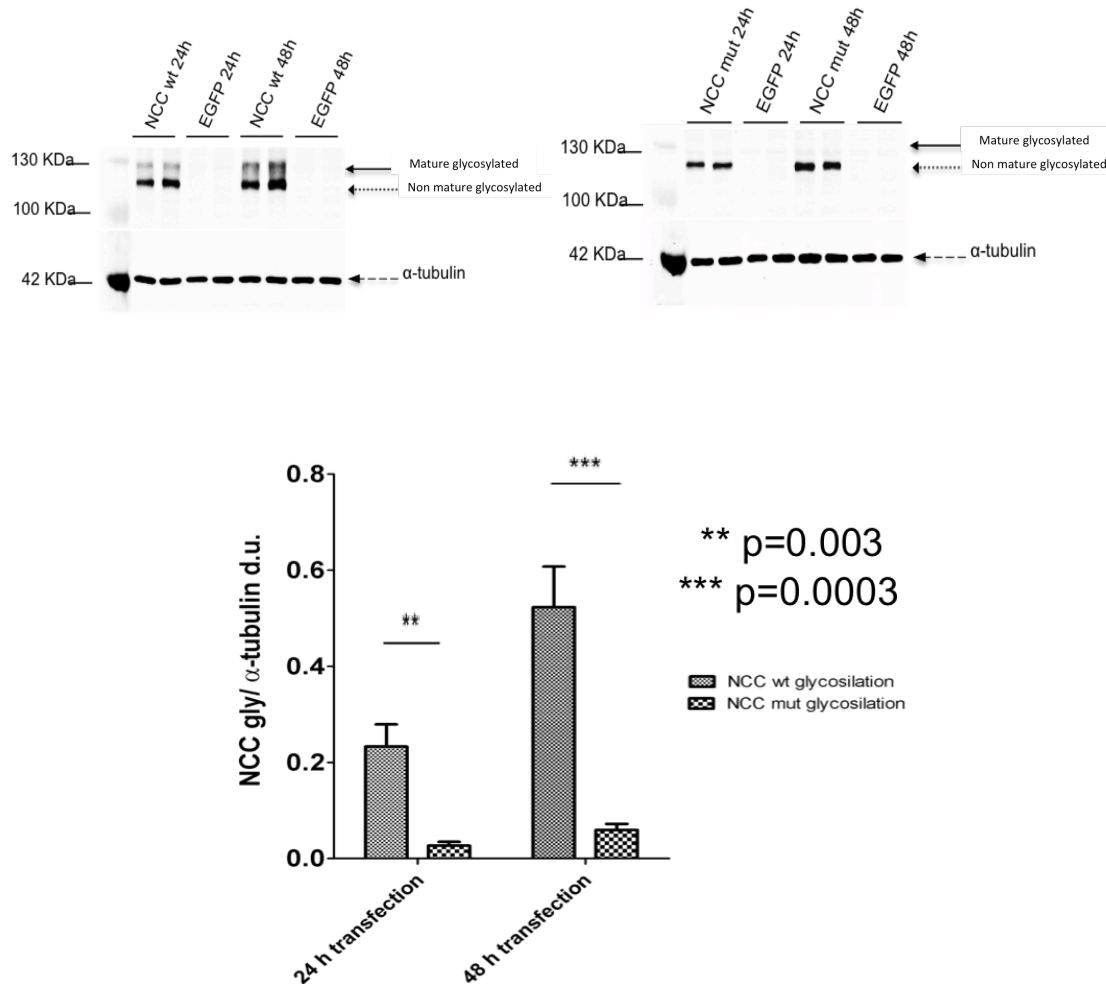 NCC wt 24h
EGFP 24h
NCC wt 48h
EGFP 48h
130 KDa
100 KDa
42 KDa
Mature glycosylated
Non mature glycosylated
α-tubulin
NCC mut 24h
EGFP 24h
NCC mut 48h
EGFP 48h
130 KDa
100 KDa
42 KDa
Mature glycosylated
Non mature glycosylated
α-tubulin
NCC gly/ α-tubulin d.u.
0.8
0.6
0.4
0.2
0.0
**
***
24 h transfection
48 h transfection
** p=0.003
*** p=0.0003
NCC wt glycosilation
NCC mut glycosilation